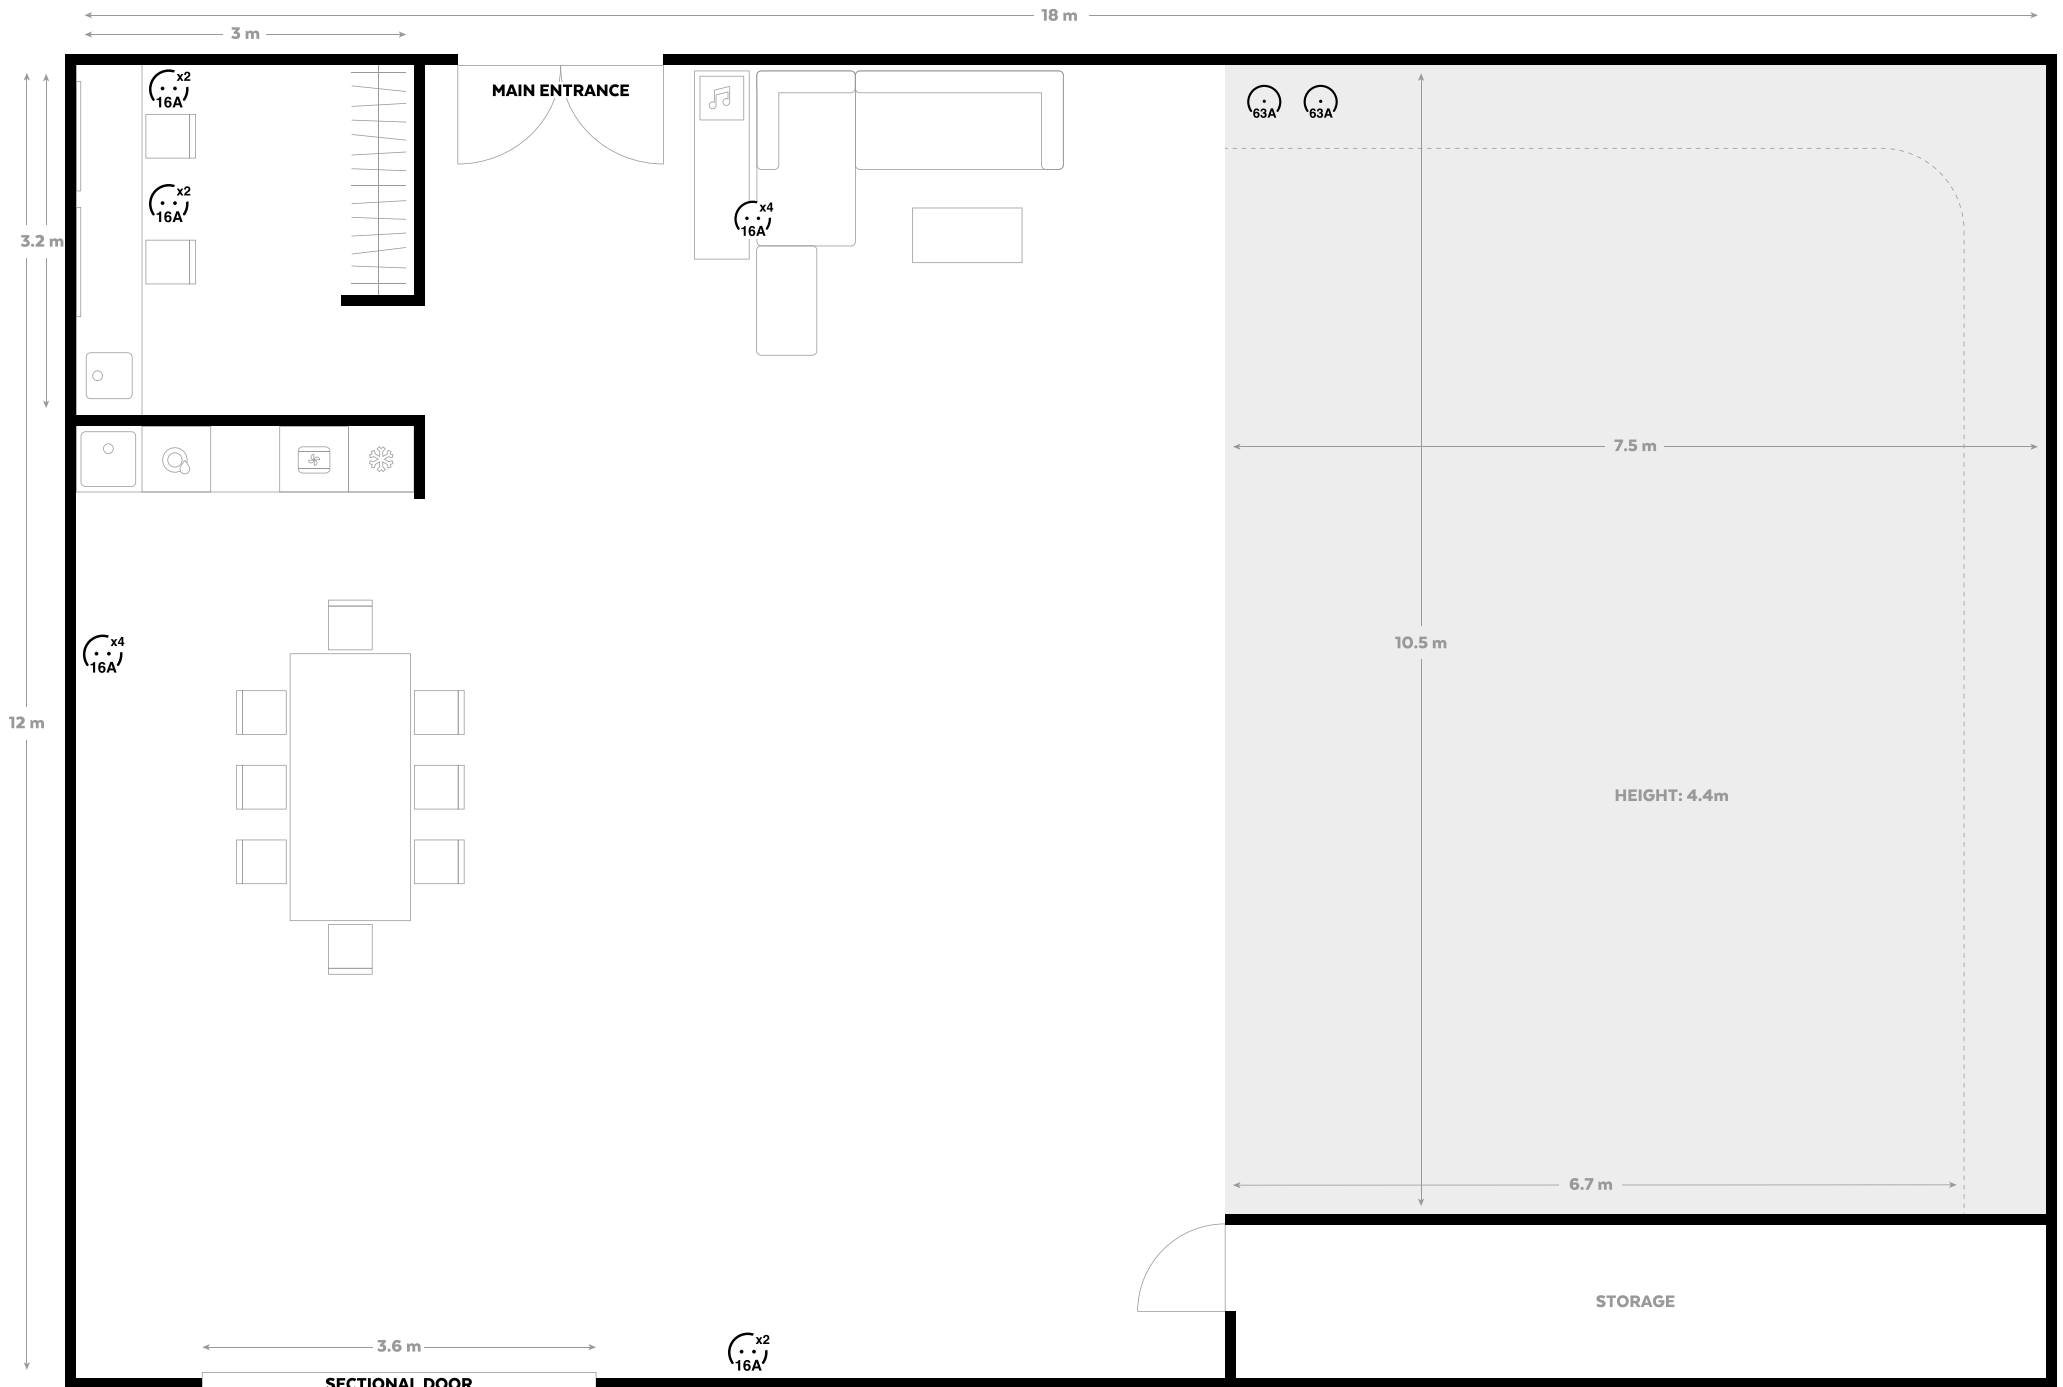 18 m
3 m
MAIN ENTRANCE
x2
16A
63A
63A
x2
16A
x4
16A
3.2 m
7.5 m
x4
16A
10.5 m
12 m
HEIGHT: 4.4m
6.7 m
STORAGE
3.6 m
x2
16A
SECTIONAL DOOR